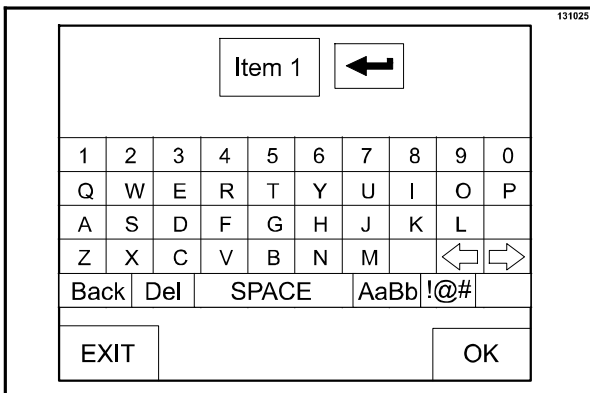 131025
Item 1
1 2 3 4 5 6 7 8 9 0
Q W E R T Y U I O P
A S D F G H J K L
Z X C V B N M
Back Del SPACE AaBb !@#
EXIT OK